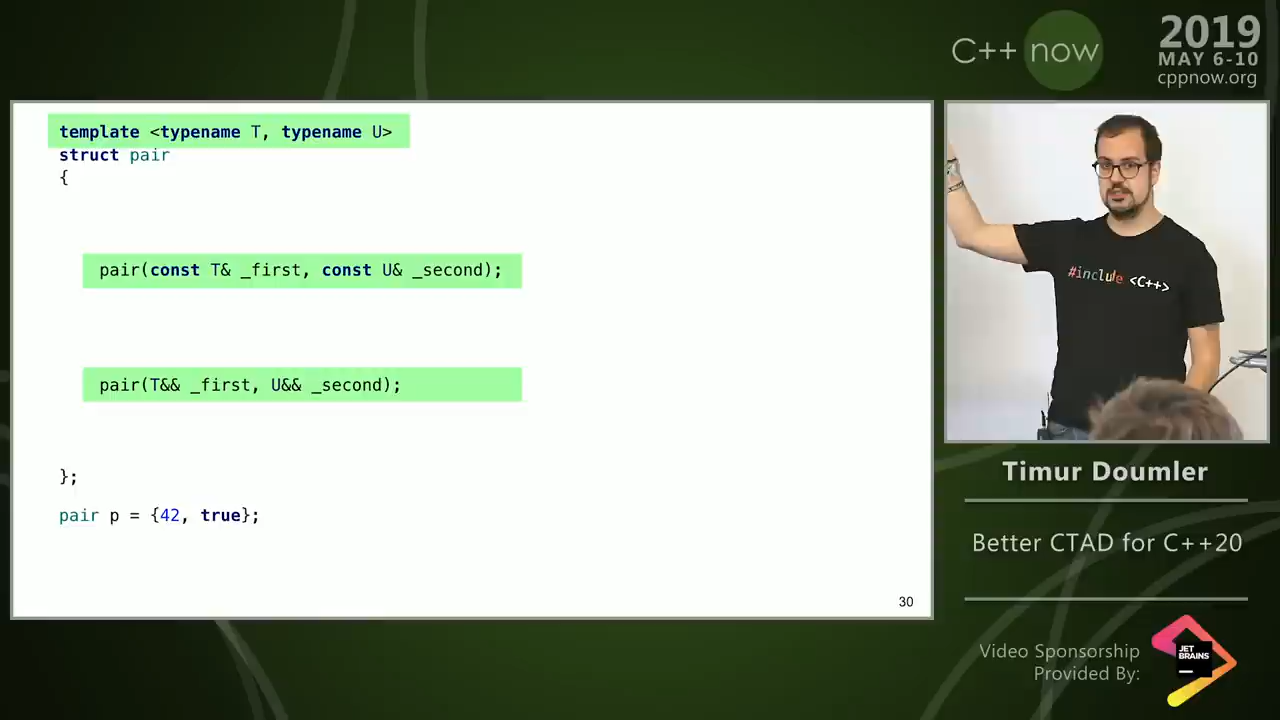 C++ now
2019
MAY 6-10
cppnow.org
template <typename T, typename U>
struct pair
{
pair(const T& _first, const U& _second);
pair(T&& _first, U&& _second);
};
pair p = {42, true};
30
#include <C++>
Timur Doumler
Better CTAD for C++20
Video Sponsorship
Provided By:
JET
BRAINS